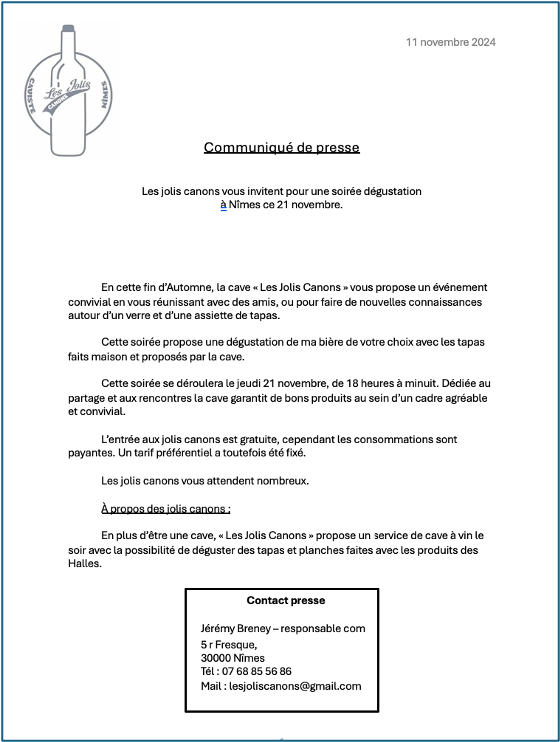 11 novembre 2024
CAVISTE
Les Jolis
CANONS
NÎMES
Communiqué de presse
Les jolis canons vous invitent pour une soirée dégustation
à Nîmes ce 21 novembre.
En cette fin d’Automne, la cave « Les Jolis Canons » vous propose un événement
convivial en vous réunissant avec des amis, ou pour faire de nouvelles connaissances
autour d’un verre et d’une assiette de tapas.
Cette soirée propose une dégustation de ma bière de votre choix avec les tapas
faits maison et proposés par la cave.
Cette soirée se déroulera le jeudi 21 novembre, de 18 heures à minuit. Dédiée au
partage et aux rencontres la cave garantit de bons produits au sein d’un cadre agréable
et convivial.
L’entrée aux jolis canons est gratuite, cependant les consommations sont
payantes. Un tarif préférentiel a toutefois été fixé.
Les jolis canons vous attendent nombreux.
À propos des jolis canons :
En plus d’être une cave, « Les Jolis Canons » propose un service de cave à vin le
soir avec la possibilité de déguster des tapas et planches faites avec les produits des
Halles.
Contact presse
Jérémy Breney – responsable com
5 r Fresque,
30000 Nîmes
Tél : 07 68 85 56 86
Mail : lesjoliscanons@gmail.com